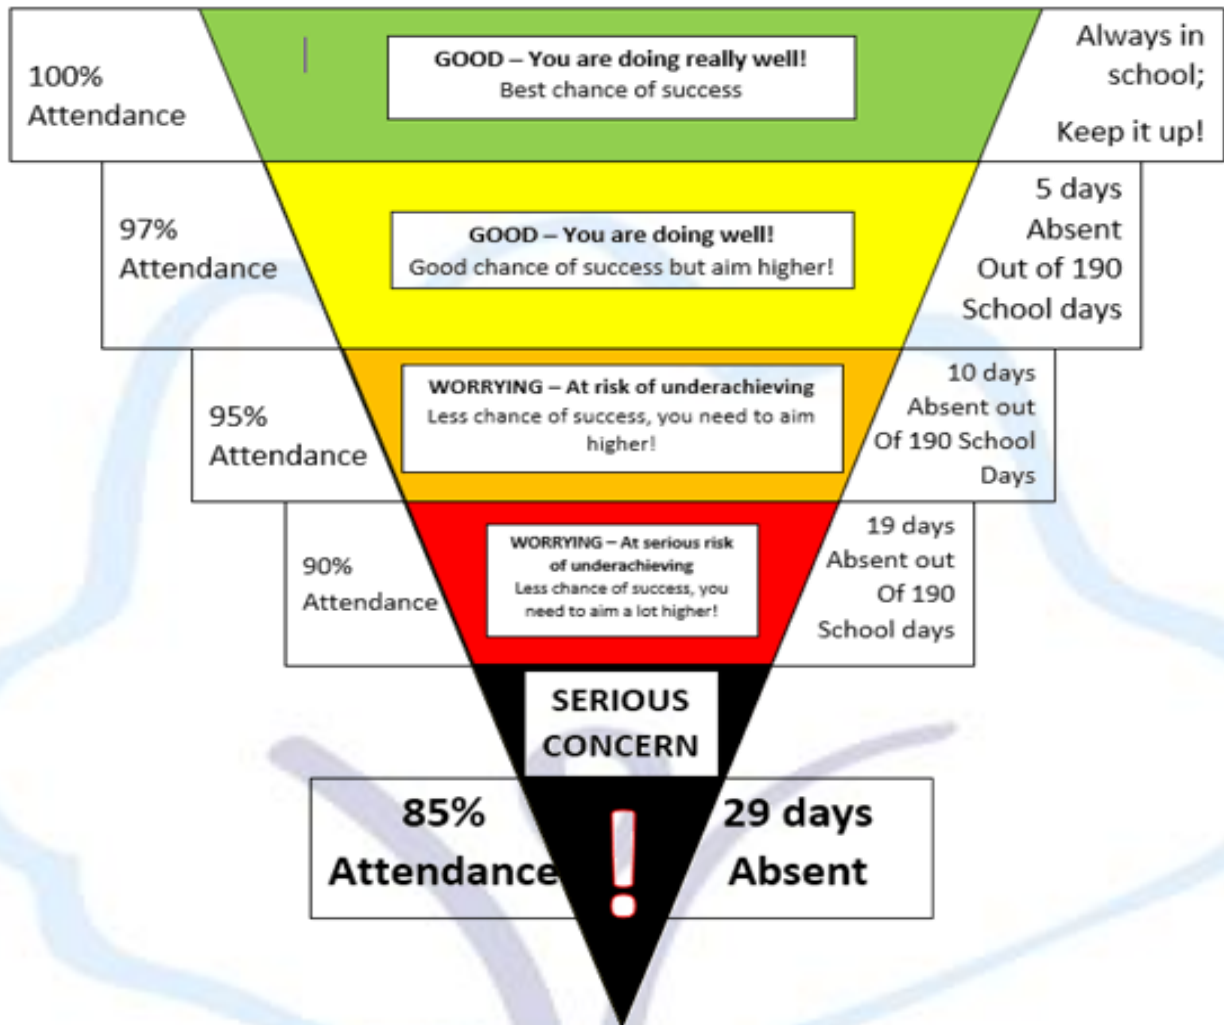 100%
Attendance
GOOD – You are doing really well!
Best chance of success
Always in
school;
Keep it up!
97%
Attendance
GOOD – You are doing well!
Good chance of success but aim higher!
5 days
Absent
Out of 190
School days
95%
Attendance
WORRYING – At risk of underachieving
Less chance of success, you need to aim
higher!
10 days
Absent out
Of 190 School
Days
90%
Attendance
WORRYING – At serious risk
of underachieving
Less chance of success, you
need to aim a lot higher!
19 days
Absent out
Of 190
School days
SERIOUS
CONCERN
85%
Attendance
!
29 days
Absent